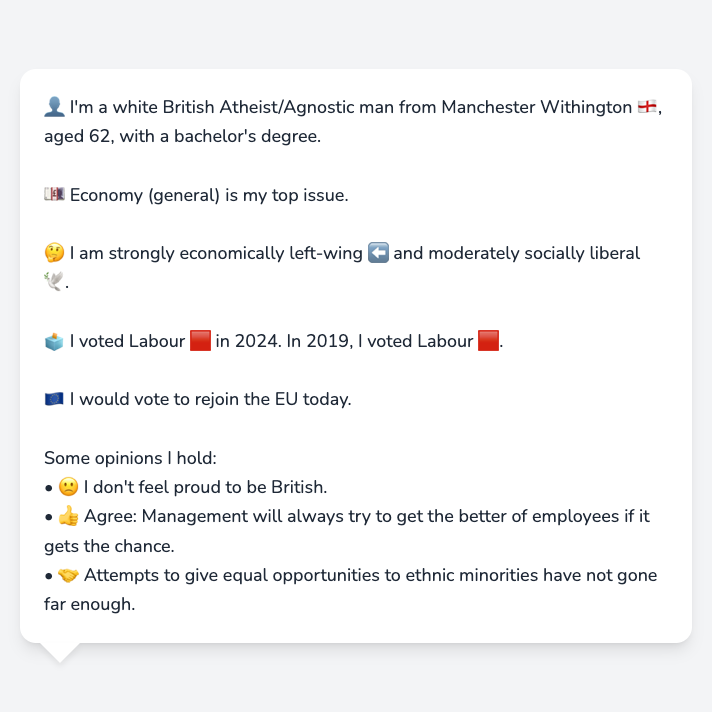 👤 I'm a white British Atheist/Agnostic man from Manchester Withington 🏴󠁧󠁢󠁥󠁮󠁧󠁿,
aged 62, with a bachelor's degree.
💷 Economy (general) is my top issue.
🤔 I am strongly economically left-wing ⬅️ and moderately socially liberal
🕊️.
🗳️ I voted Labour 🟥 in 2024. In 2019, I voted Labour 🟥.
🇪🇺 I would vote to rejoin the EU today.
Some opinions I hold:
• 🙁 I don't feel proud to be British.
• 👍 Agree: Management will always try to get the better of employees if it
gets the chance.
• 🤝 Attempts to give equal opportunities to ethnic minorities have not gone
far enough.